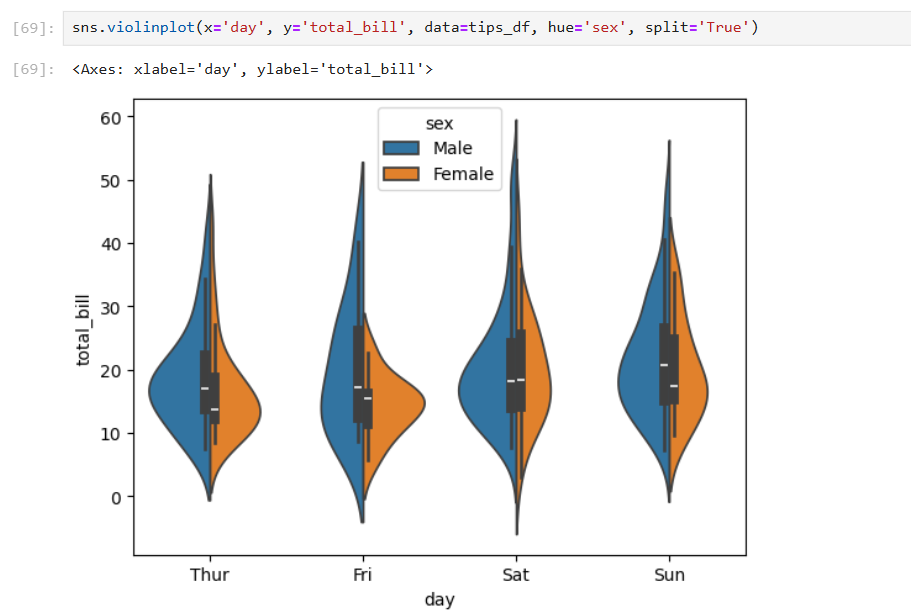 [69]: sns.violinplot(x='day', y='total_bill', data=tips_df, hue='sex', split='True')
[69]: <Axes: xlabel='day', ylabel='total_bill'>
sex
Male
Female
60
50
40
30
20
10
0
total_bill
Thur Fri Sat Sun
day